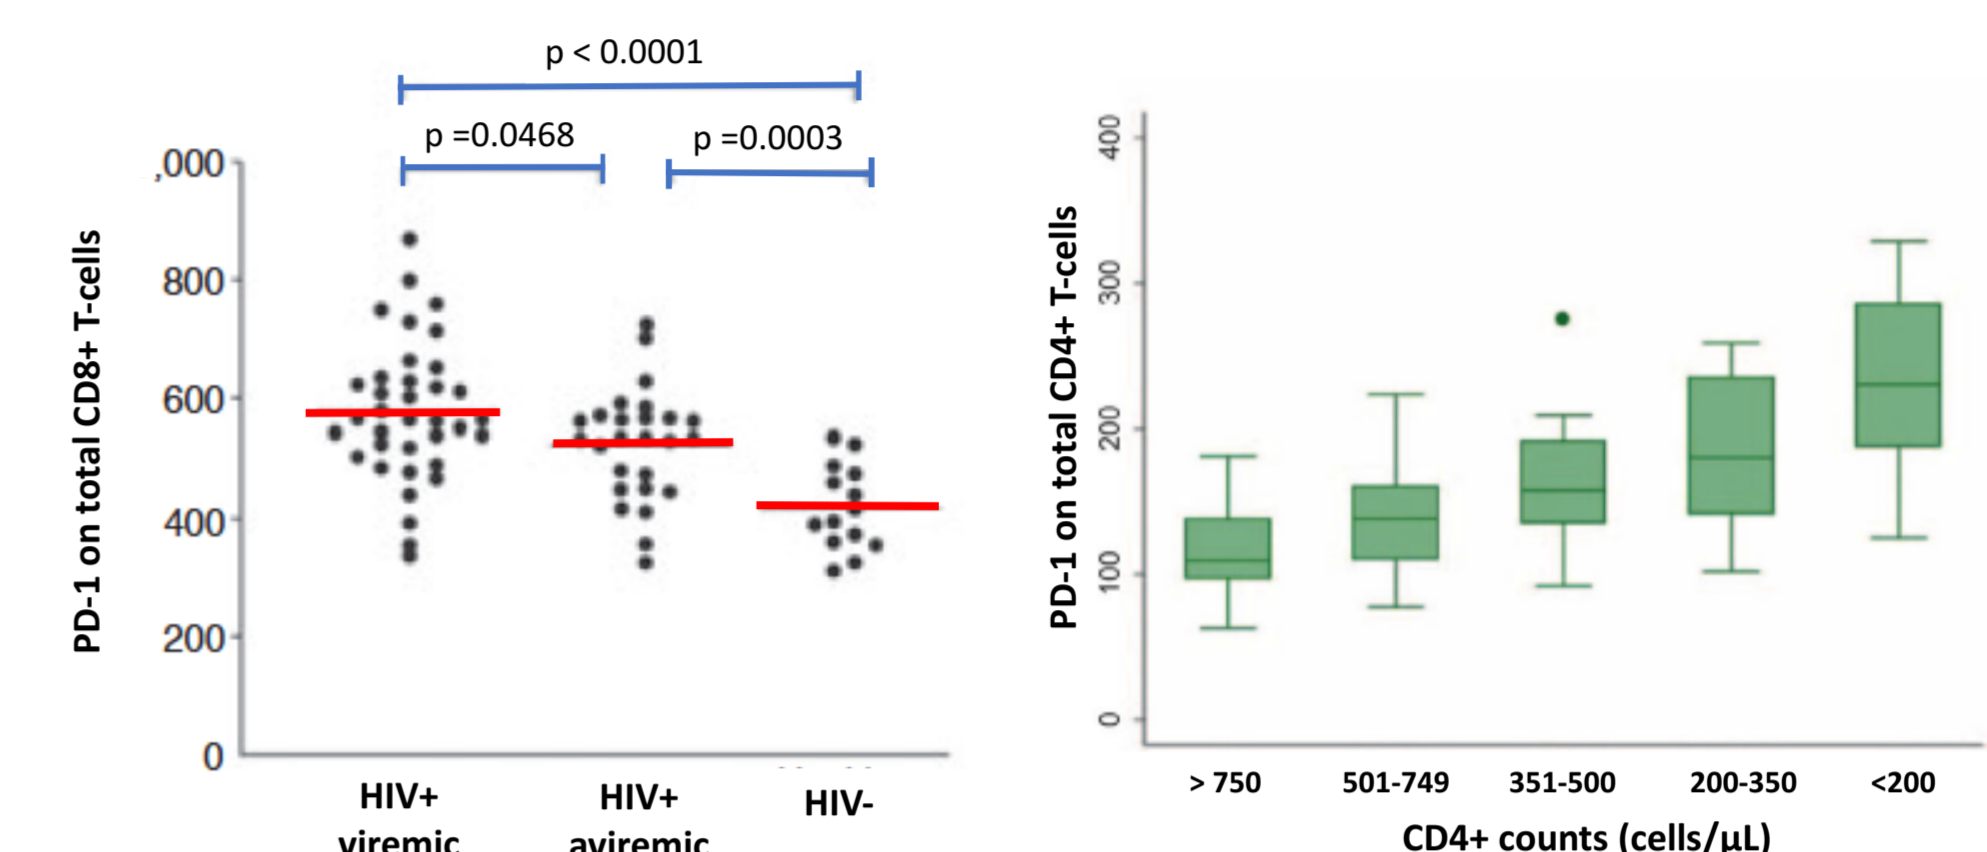 p < 0.0001
p =0.0468
p =0.0003
PD-1 on total CD8+ T-cells
,000
800
600
400
200
0
HIV+
viremic
HIV+
aviremic
HIV-
PD-1 on total CD4+ T-cells
400
300
200
100
0
> 750
501-749
351-500
200-350
<200
CD4+ counts (cells/μL)